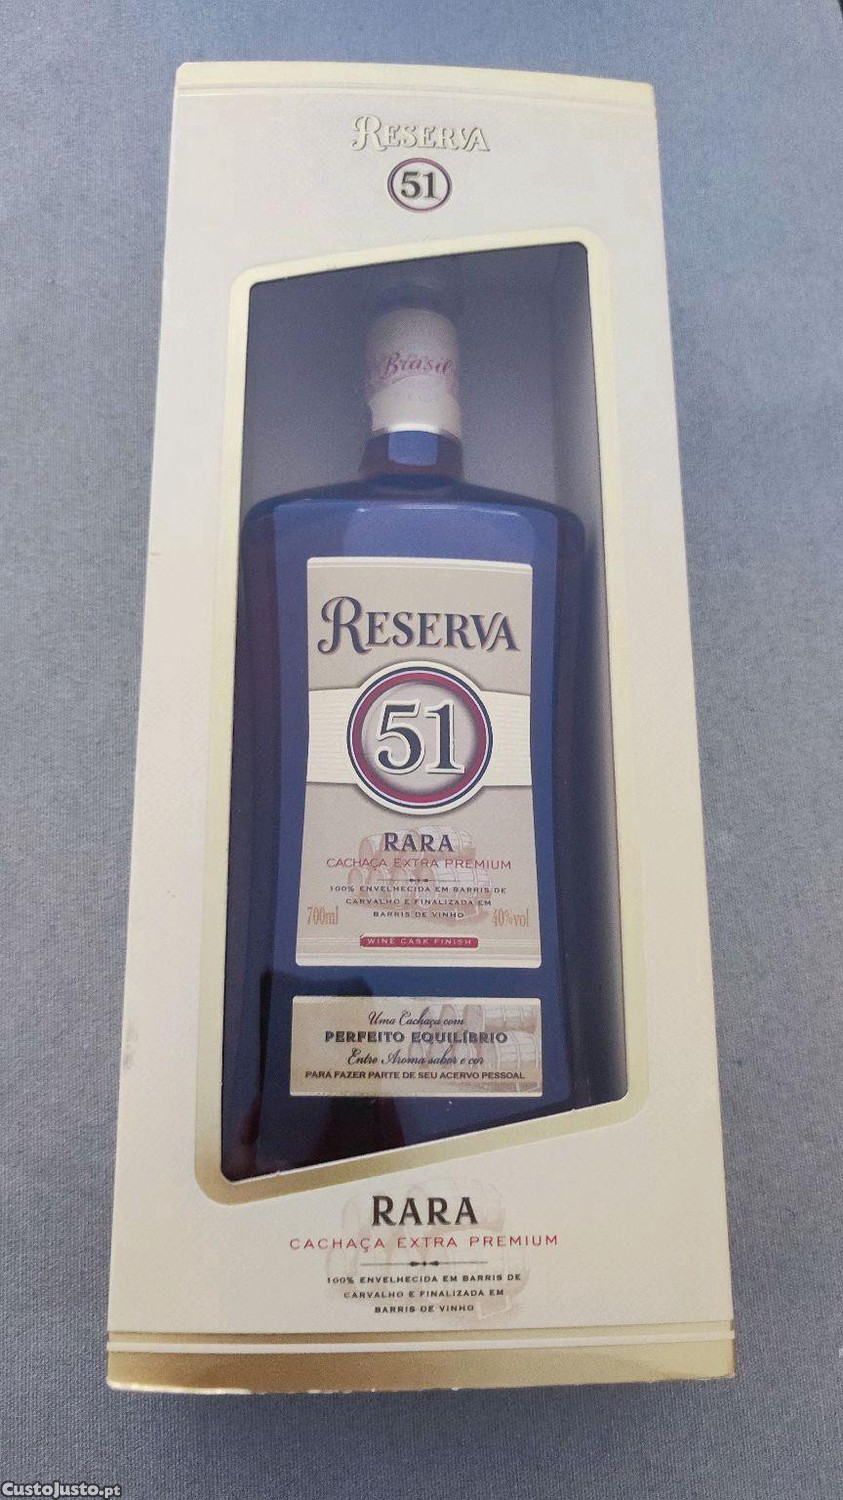 RESERVA
51
Brasil
RESERVA
51
RARA
CACHAÇA EXTRA PREMIUM
100% ENVELHECIDA EM BARRIS DE
CARVALHO E FINALIZADA EM
BARRIS DE VINHO
700ml
40%vol
WINE CASK FINISH
Uma Cachaça com
PERFEITO EQUILÍBRIO
Entre Aroma sabor e cor
PARA FAZER PARTE DE SEU ACERVO PESSOAL
RARA
CACHAÇA EXTRA PREMIUM
100% ENVELHECIDA EM BARRIS DE
CARVALHO E FINALIZADA EM
BARRIS DE VINHO
CustoJusto.pt